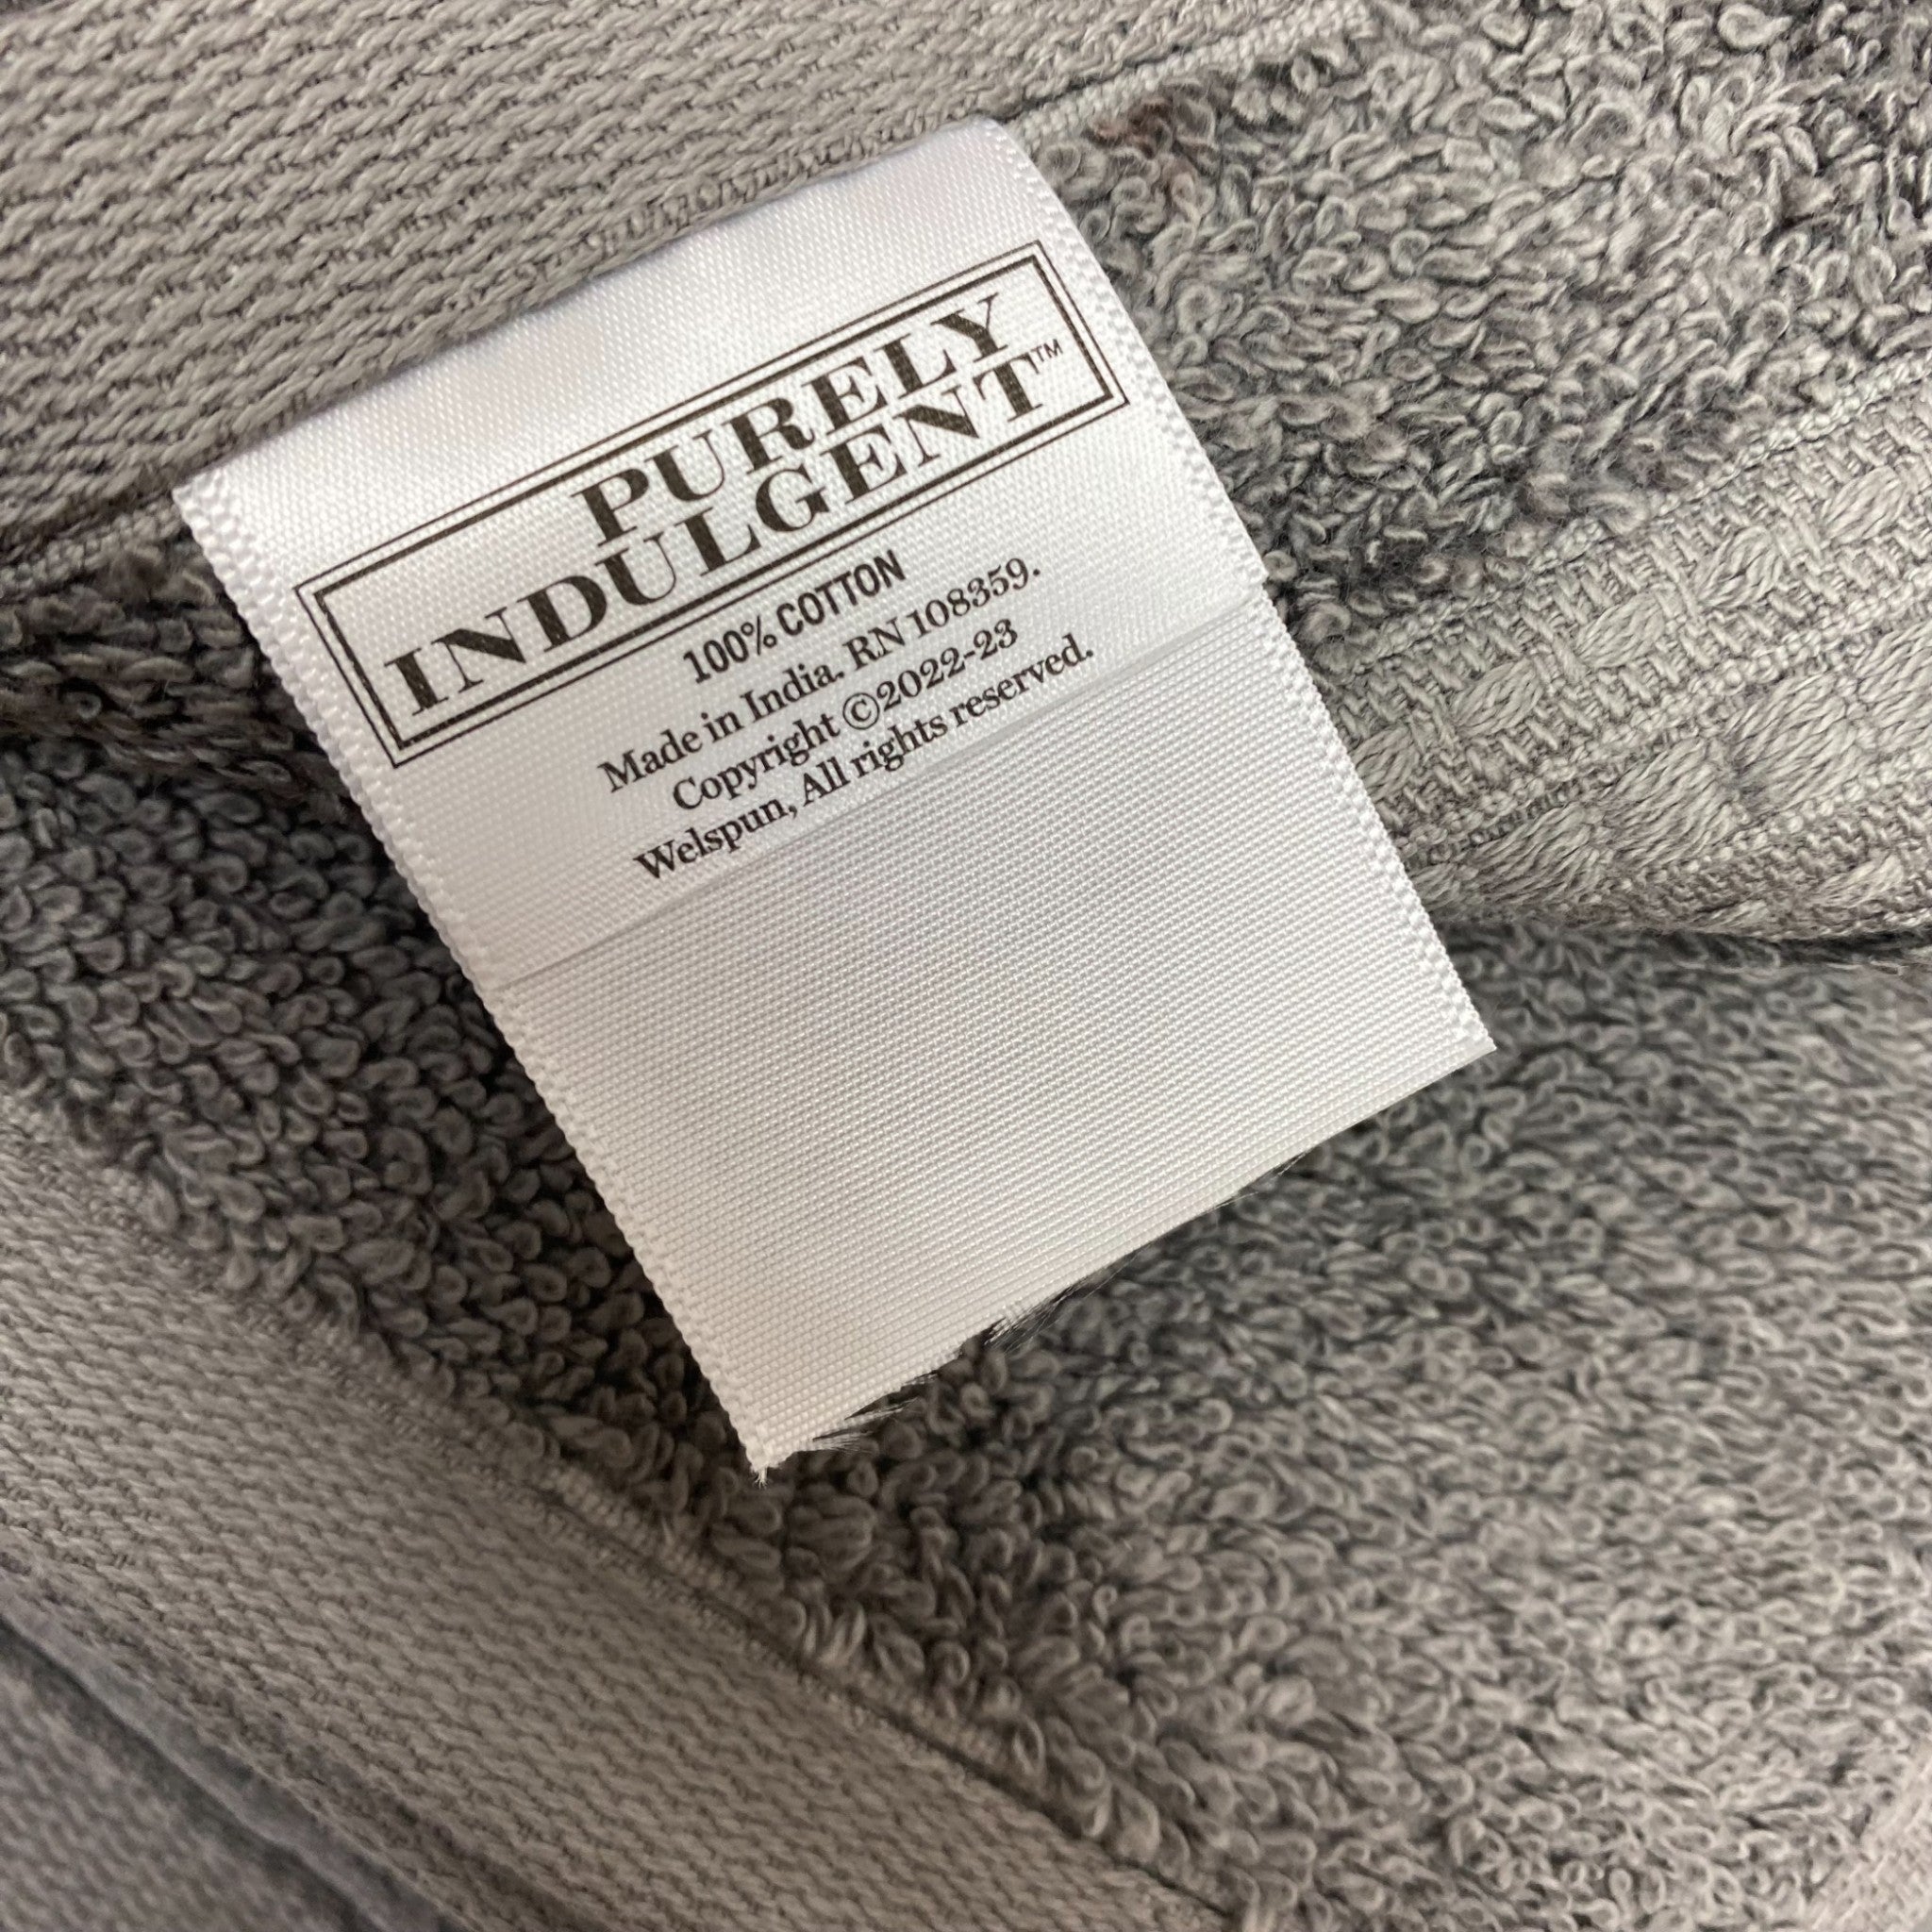 PURELY
INDULGENT™
100% COTTON
Made in India. RN 108359.
Copyright ©2022-23
Welspun, All rights reserved.